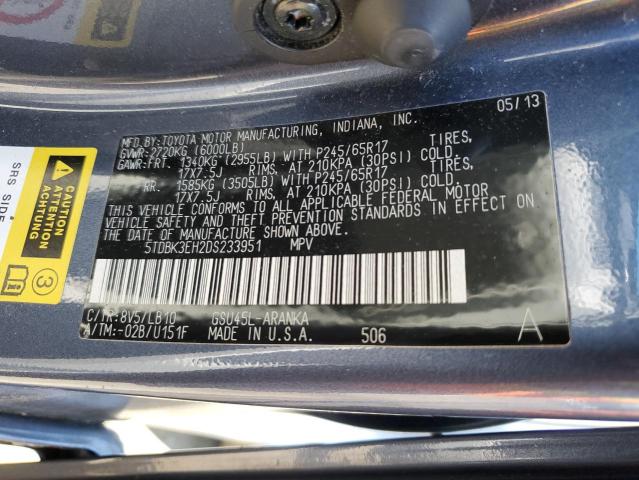 MFD. BY: TOYOTA MOTOR MANUFACTURING, INDIANA, INC. 05/13
GVWR: 2720KG (6000LB)
GAWR: FRT. 1340KG (2955LB) WITH P245/65R17 TIRES,
17X7.5J RIMS, AT 210KPA (30PSI) COLD.
RR. 1585KG (3505LB) WITH P245/65R17 TIRES,
17X7.5J RIMS, AT 210KPA (30PSI) COLD.
THIS VEHICLE CONFORMS TO ALL APPLICABLE FEDERAL MOTOR
VEHICLE SAFETY AND THEFT PREVENTION STANDARDS IN EFFECT ON
THE DATE OF MANUFACTURE SHOWN ABOVE.
5TDBK3EH2DS233951 MPV
C/TR: 8V5/LB10 GSU45L-ARANKA
A/TM: -02B/U151F MADE IN U.S.A. 506 A
SRS SIDE
CAUTION
ATTENTION
ACHTUNG
3